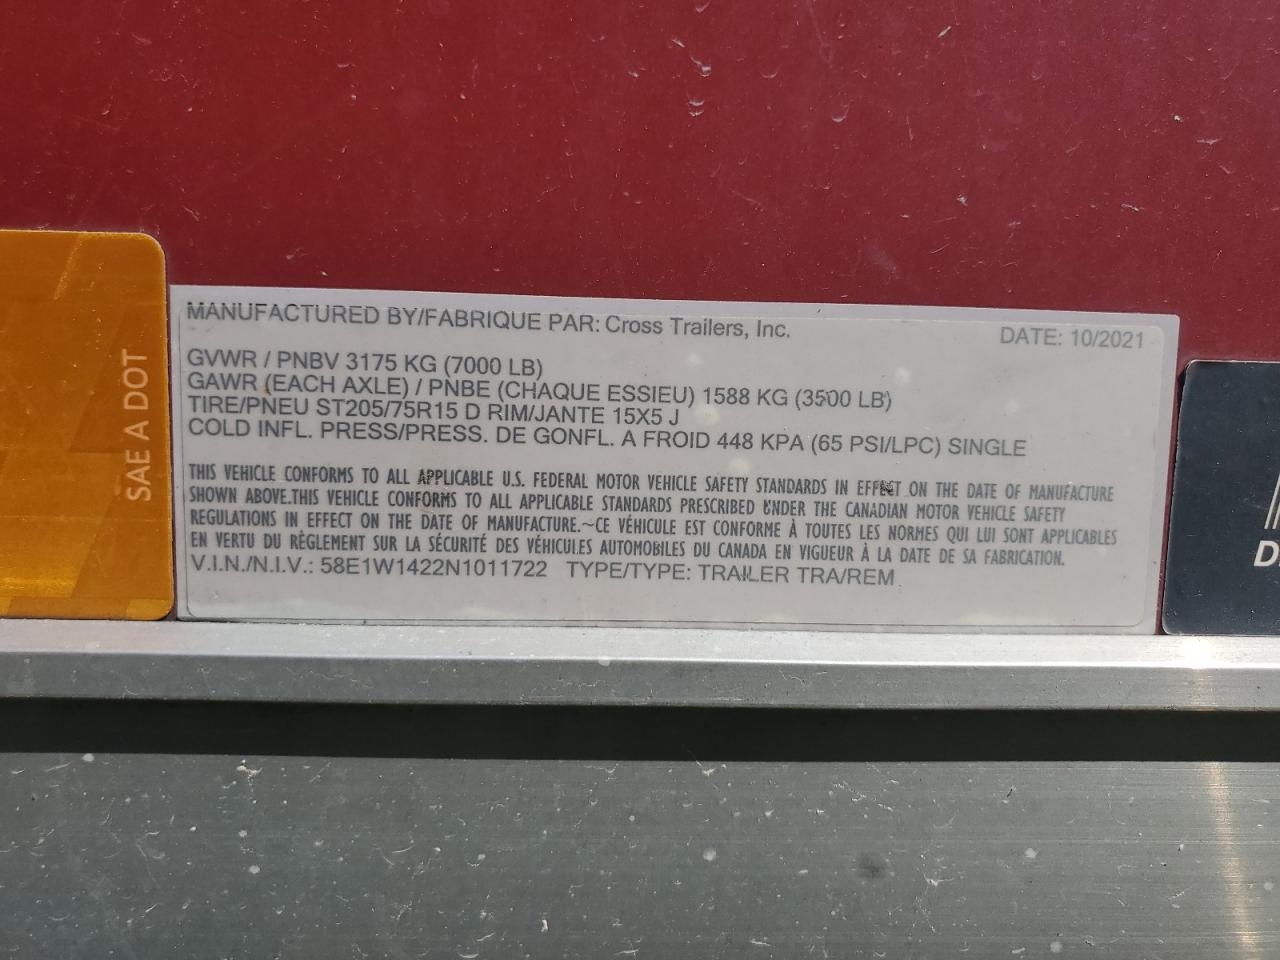 MANUFACTURED BY/FABRIQUE PAR: Cross Trailers, Inc.
DATE: 10/2021
GVWR / PNBV 3175 KG (7000 LB)
GAWR (EACH AXLE) / PNBE (CHAQUE ESSIEU) 1588 KG (3500 LB)
TIRE/PNEU ST205/75R15 D RIM/JANTE 15X5 J
COLD INFL. PRESS/PRESS. DE GONFL. A FROID 448 KPA (65 PSI/LPC) SINGLE
THIS VEHICLE CONFORMS TO ALL APPLICABLE U.S. FEDERAL MOTOR VEHICLE SAFETY STANDARDS IN EFFECT ON THE DATE OF MANUFACTURE
SHOWN ABOVE.THIS VEHICLE CONFORMS TO ALL APPLICABLE STANDARDS PRESCRIBED UNDER THE CANADIAN MOTOR VEHICLE SAFETY
REGULATIONS IN EFFECT ON THE DATE OF MANUFACTURE.~CE VÉHICULE EST CONFORME À TOUTES LES NORMES QUI LUI SONT APPLICABLES
EN VERTU DU RÈGLEMENT SUR LA SÉCURITÉ DES VÉHICULES AUTOMOBILES DU CANADA EN VIGUEUR À LA DATE DE SA FABRICATION.
V.I.N./N.I.V.: 58E1W1422N1011722 TYPE/TYPE: TRAILER TRA/REM
SAE A DOT